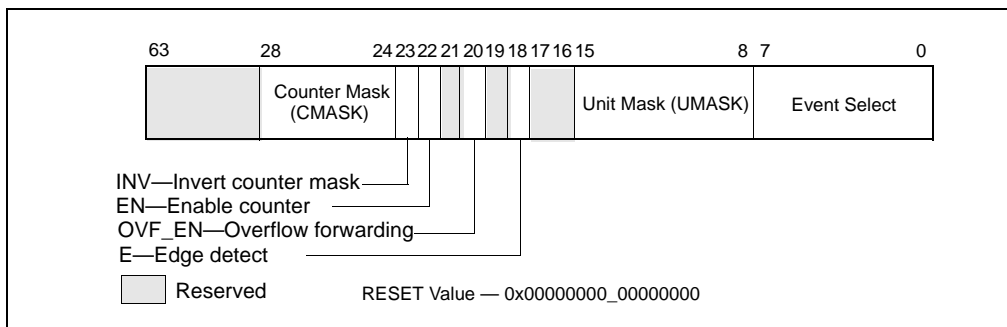 63 28 24 23 22 21 20 19 18 17 16 15 8 7 0
Counter Mask
(CMASK)
Unit Mask (UMASK)
Event Select
INV—Invert counter mask
EN—Enable counter
OVF_EN—Overflow forwarding
E—Edge detect
Reserved
RESET Value — 0x00000000_00000000